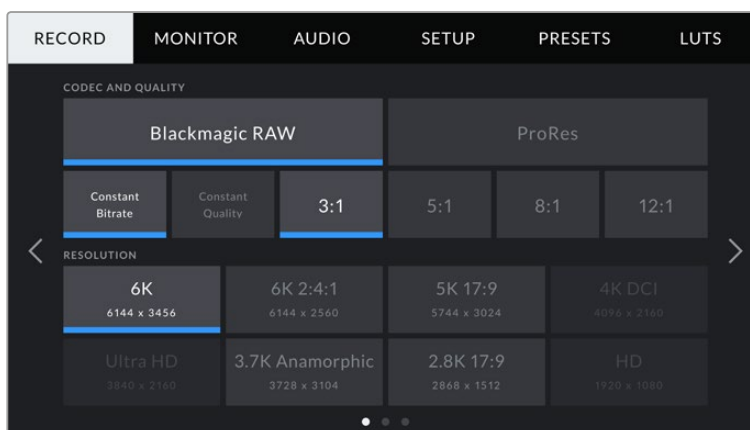 RECORD MONITOR AUDIO SETUP PRESETS LUTS
CODEC AND QUALITY
Blackmagic RAW ProRes
Constant Bitrate Constant Quality 3:1 5:1 8:1 12:1
RESOLUTION
6K 6K 2:4:1 5K 17:9 4K DCI
6144 x 3456 6144 x 2560 5744 x 3024 4096 x 2160
Ultra HD 3.7K Anamorphic 2.8K 17:9 HD
3840 x 2160 3728 x 3104 2868 x 1512 1920 x 1080